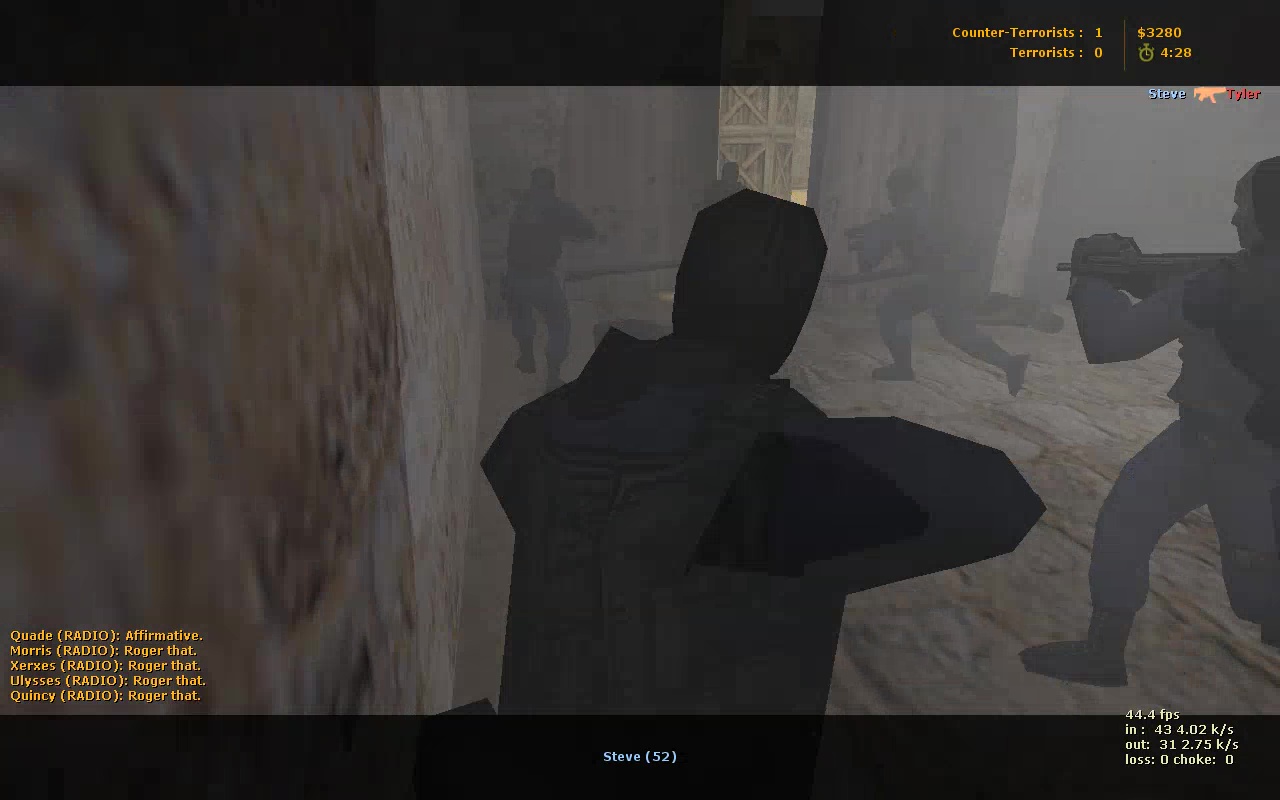 Counter-Terrorists : 1 $3280
Terrorists : 0 4:28
Steve Tyler
Quade (RADIO): Affirmative.
Morris (RADIO): Roger that.
Xerxes (RADIO): Roger that.
Ulysses (RADIO): Roger that.
Quincy (RADIO): Roger that.
44.4 fps
in : 43 4.02 k/s
out: 31 2.75 k/s
loss: 0 choke: 0
Steve (52)